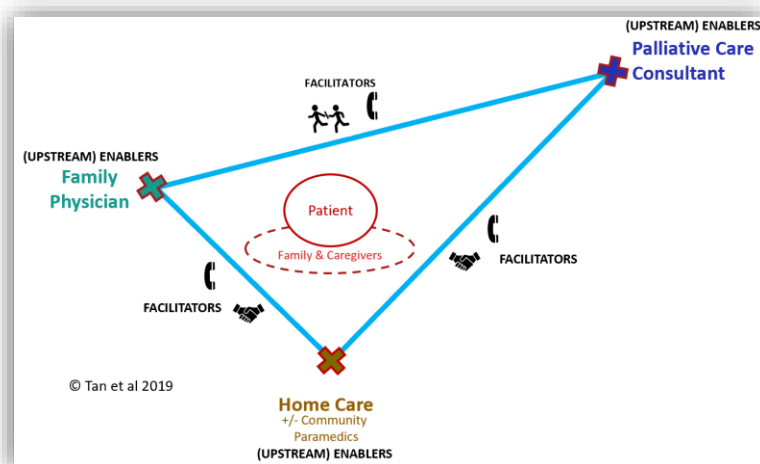 (UPSTREAM) ENABLERS
Palliative Care
Consultant
FACILITATORS
(UPSTREAM) ENABLERS
Family
Physician
Patient
Family & Caregivers
FACILITATORS
FACILITATORS
© Tan et al 2019
Home Care
+/- Community
Paramedics
(UPSTREAM) ENABLERS